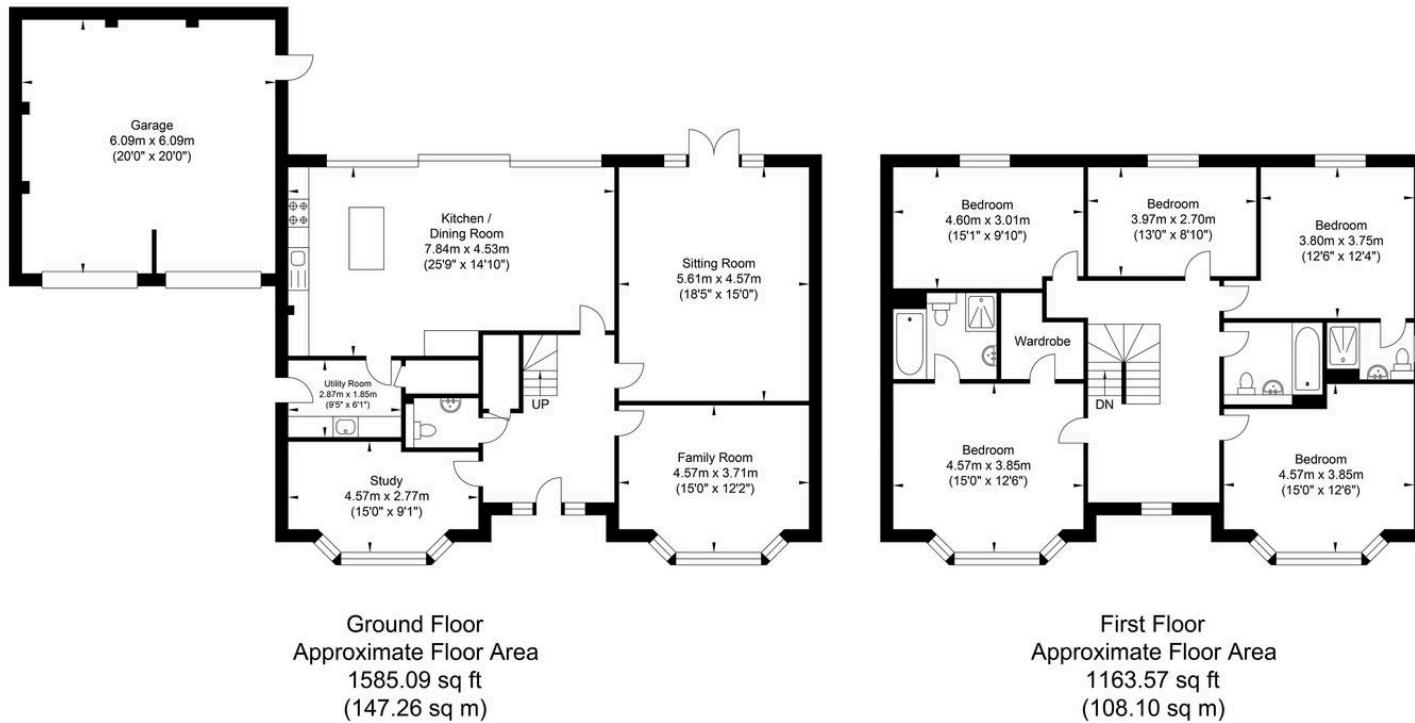 Garage
6.09m x 6.09m
(20'0" x 20'0")
Kitchen /
Dining Room
7.84m x 4.53m
(25'9" x 14'10")
Sitting Room
5.61m x 4.57m
(18'5" x 15'0")
Utility Room
2.87m x 1.85m
(9'5" x 6'1")
UP
Study
4.57m x 2.77m
(15'0" x 9'1")
Family Room
4.57m x 3.71m
(15'0" x 12'2")
Ground Floor
Approximate Floor Area
1585.09 sq ft
(147.26 sq m)
Bedroom
4.60m x 3.01m
(15'1" x 9'10")
Bedroom
3.97m x 2.70m
(13'0" x 8'10")
Bedroom
3.80m x 3.75m
(12'6" x 12'4")
Wardrobe
DN
Bedroom
4.57m x 3.85m
(15'0" x 12'6")
Bedroom
4.57m x 3.85m
(15'0" x 12'6")
First Floor
Approximate Floor Area
1163.57 sq ft
(108.10 sq m)